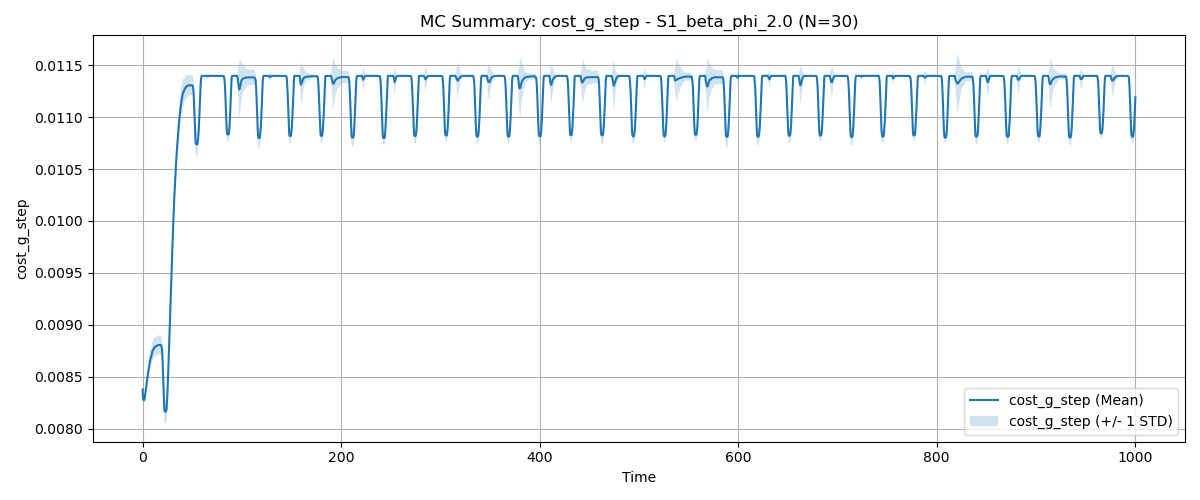 MC Summary: cost_g_step - S1_beta_phi_2.0 (N=30)
cost_g_step
0.0115
0.0110
0.0105
0.0100
0.0095
0.0090
0.0085
0.0080
cost_g_step (Mean)
cost_g_step (+/- 1 STD)
0
200
400
600
800
1000
Time